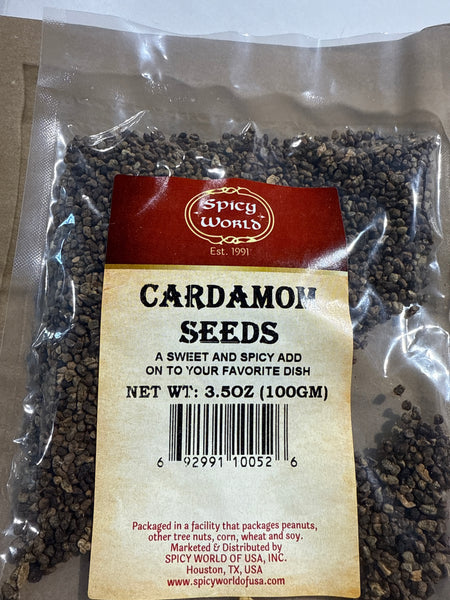 Spicy
World
Est. 1991
CARDAMOM
SEEDS
A SWEET AND SPICY ADD
ON TO YOUR FAVORITE DISH
NET WT: 3.5OZ (100GM)
6 92991 10052 6
Packaged in a facility that packages peanuts,
other tree nuts, corn, wheat and soy.
Marketed & Distributed by
SPICY WORLD OF USA, INC.
Houston, TX, USA
www.spicyworldofusa.com